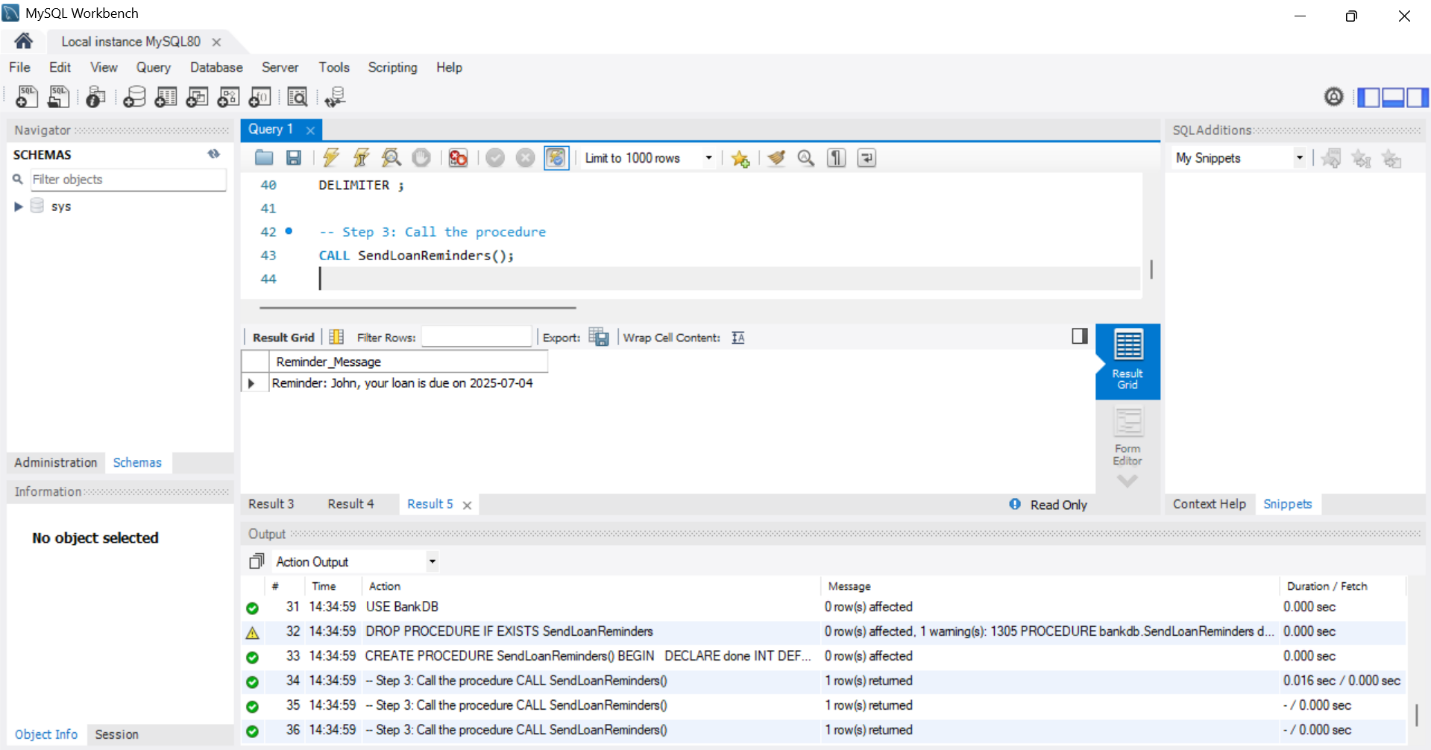 MySQL Workbench
Local instance MySQL80
File Edit View Query Database Server Tools Scripting Help
Navigator
SCHEMAS
Filter objects
sys
Administration Schemas
Information
No object selected
Object Info Session
Query 1
Limit to 1000 rows
40 DELIMITER ;
41
42 -- Step 3: Call the procedure
43 CALL SendLoanReminders();
44
Result Grid Filter Rows: Export: Wrap Cell Content:
Reminder_Message
Reminder: John, your loan is due on 2025-07-04
Result
Grid
Form
Editor
Result 3 Result 4 Result 5 Read Only
SQLAdditions
My Snippets
Context Help Snippets
Output
Action Output
# Time Action Message Duration / Fetch
31 14:34:59 USE BankDB 0 row(s) affected 0.000 sec
32 14:34:59 DROP PROCEDURE IF EXISTS SendLoanReminders 0 row(s) affected, 1 warning(s): 1305 PROCEDURE bankdb.SendLoanReminders d... 0.000 sec
33 14:34:59 CREATE PROCEDURE SendLoanReminders() BEGIN DECLARE done INT DEF... 0 row(s) affected 0.000 sec
34 14:34:59 -- Step 3: Call the procedure CALL SendLoanReminders() 1 row(s) returned 0.016 sec / 0.000 sec
35 14:34:59 -- Step 3: Call the procedure CALL SendLoanReminders() 1 row(s) returned - / 0.000 sec
36 14:34:59 -- Step 3: Call the procedure CALL SendLoanReminders() 1 row(s) returned - / 0.000 sec